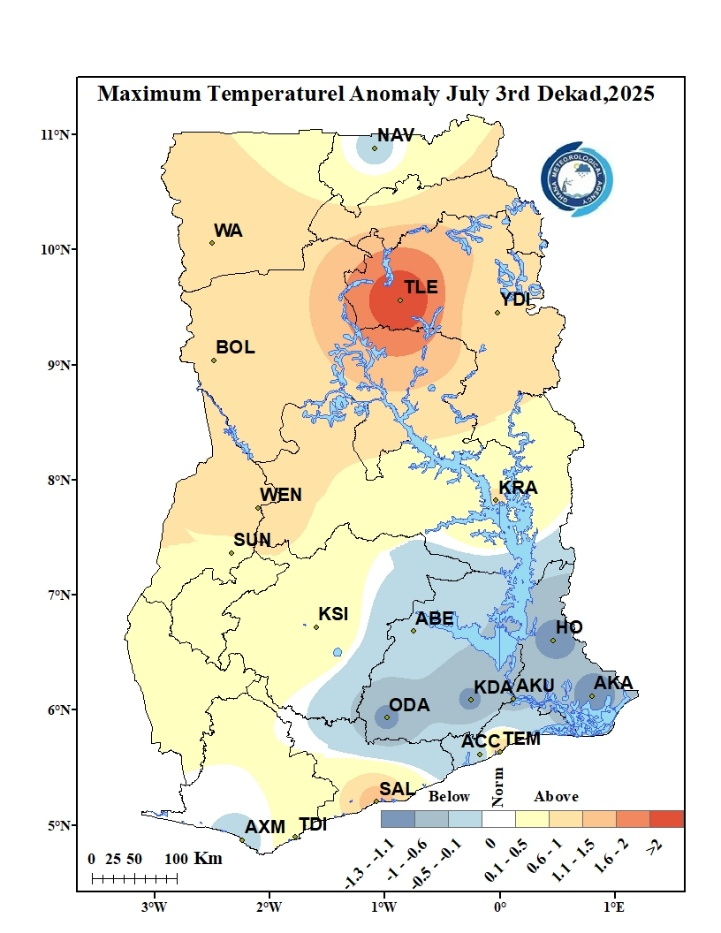 Maximum Temperaturel Anomaly July 3rd Dekad,2025
11°N
NAV
GHANA METEOROLOGICAL AGENCY
WA
10°N
TLE
YDI
BOL
9°N
8°N
KRA
WEN
SUN
7°N
KSI
ABE
HO
KDA
AKU
AKA
ODA
6°N
ACC
TEM
SAL
Below
Norm
Above
AXM
TDI
5°N
0 25 50 100 Km
-1.3 - -1.1
-1 - -0.6
-0.5 - -0.1
0
0.1 - 0.5
0.6 - 1
1.1 - 1.5
1.6 - 2
>2
3°W
2°W
1°W
0°
1°E